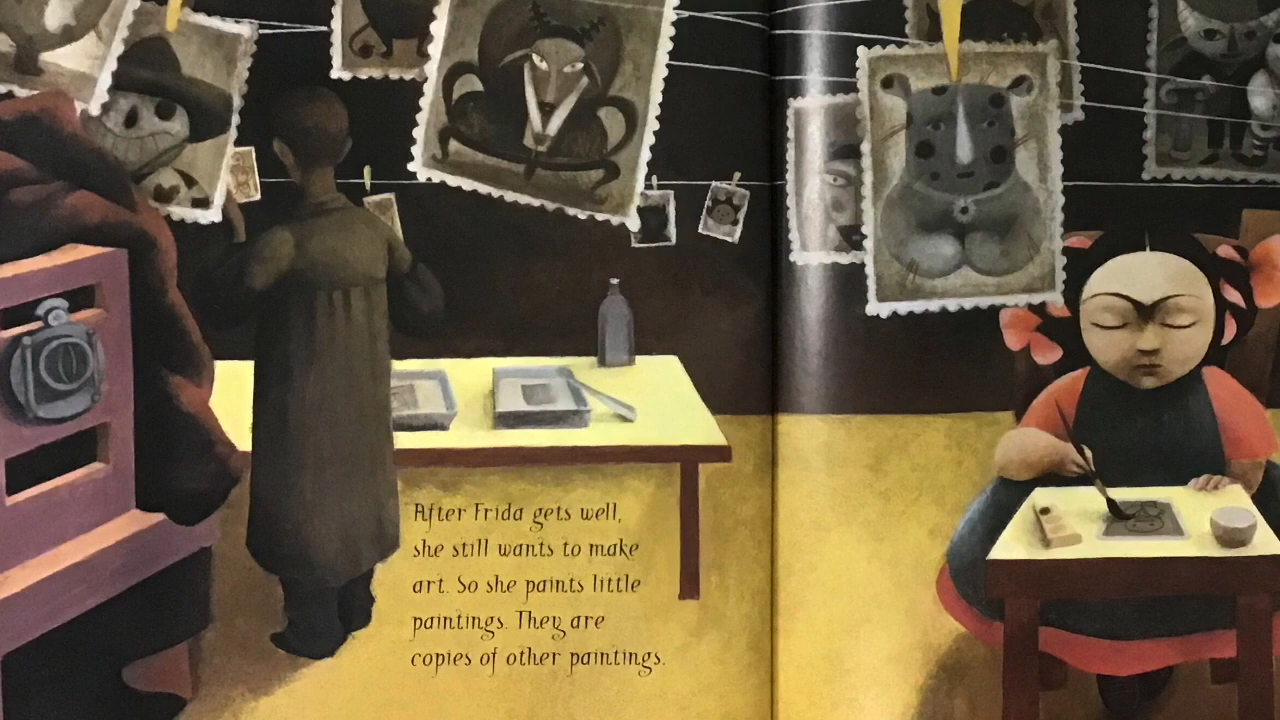 After Frida gets well,
she still wants to make
art. So she paints little
paintings. They are
copies of other paintings.